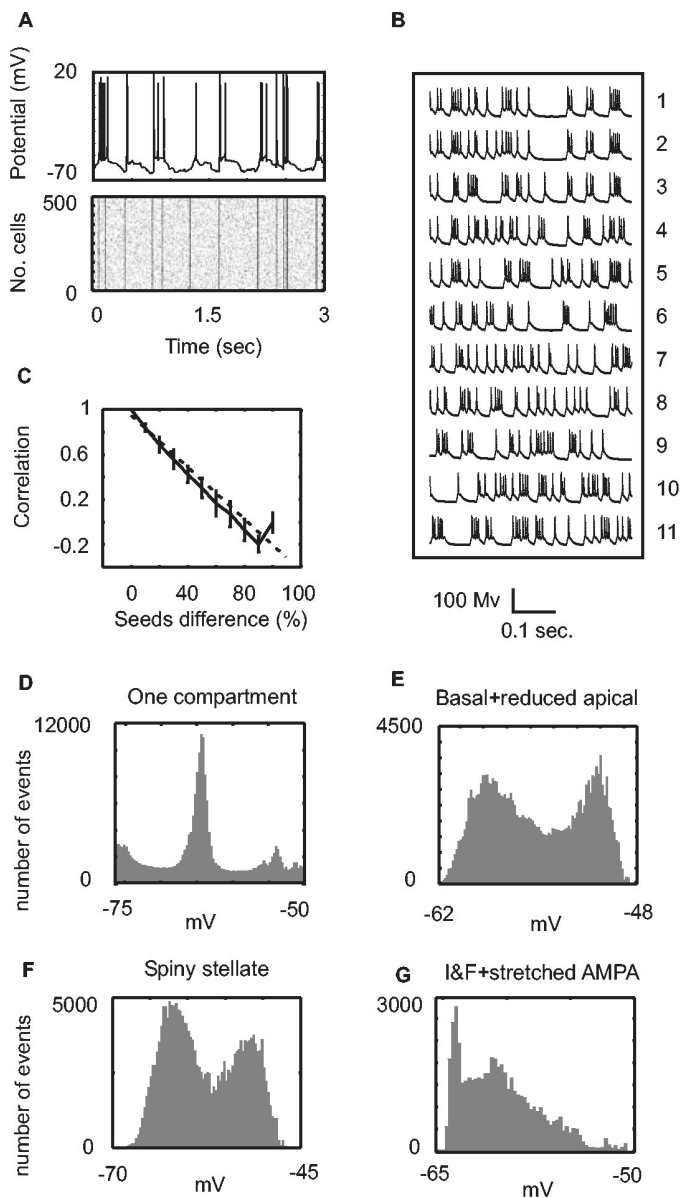 A
B
Potential (mV)
20
-70
Time (sec)
No. cells
500
0
0 1.5 3
Time (sec)
1
2
3
4
5
6
7
8
9
10
11
100 Mv
0.1 sec.
C
Correlation
1
0.6
0.2
-0.2
0 40 80 100
Seeds difference (%)
D
One compartment
number of events
12000
0
-75 -50
mV
E
Basal+reduced apical
4500
0
-62 -48
mV
F
Spiny stellate
number of events
5000
0
-70 -45
mV
G
I&F+stretched AMPA
3000
0
-65 -50
mV